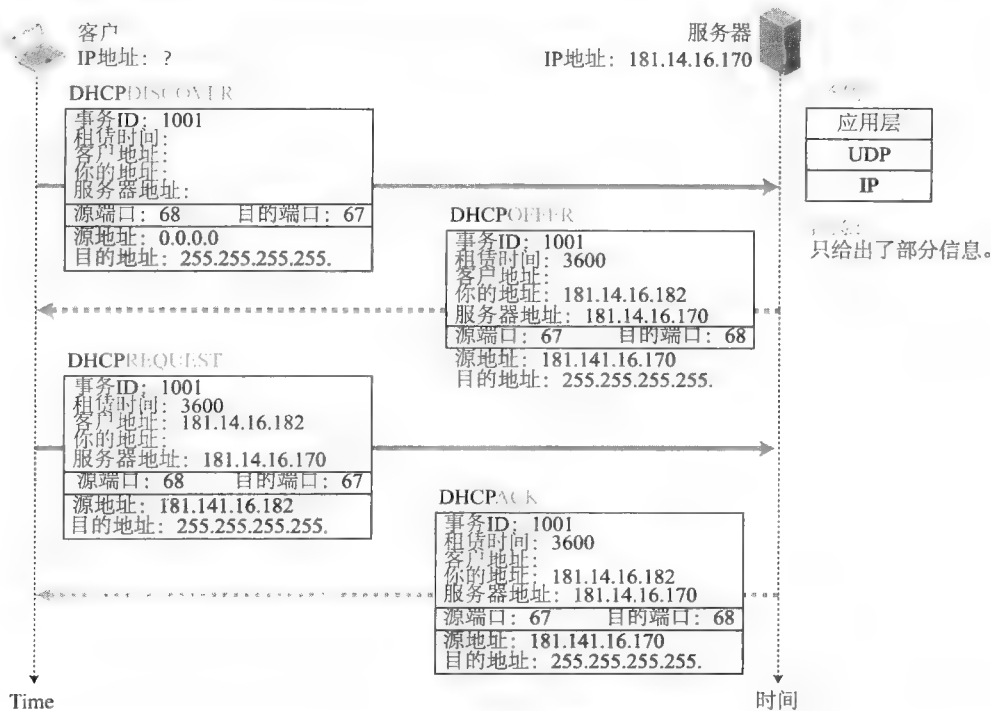 客户
IP地址: ?
服务器
IP地址: 181.14.16.170
DHCPDISCOVER
事务ID: 1001
租赁时间:
客户地址:
你的地址:
服务器地址:
源端口: 68 目的端口: 67
源地址: 0.0.0.0
目的地址: 255.255.255.255.
应用层
UDP
IP
只给出了部分信息。
DHCPOFFER
事务ID: 1001
租赁时间: 3600
客户地址:
你的地址: 181.14.16.182
服务器地址: 181.14.16.170
源端口: 67 目的端口: 68
源地址: 181.141.16.170
目的地址: 255.255.255.255.
DHCPREQUEST
事务ID: 1001
租赁时间: 3600
客户地址: 181.14.16.182
你的地址:
服务器地址: 181.14.16.170
源端口: 68 目的端口: 67
源地址: 181.141.16.182
目的地址: 255.255.255.255.
DHCPACK
事务ID: 1001
租赁时间: 3600
客户地址:
你的地址: 181.14.16.182
服务器地址: 181.14.16.170
源端口: 67 目的端口: 68
源地址: 181.141.16.170
目的地址: 255.255.255.255.
Time
时间